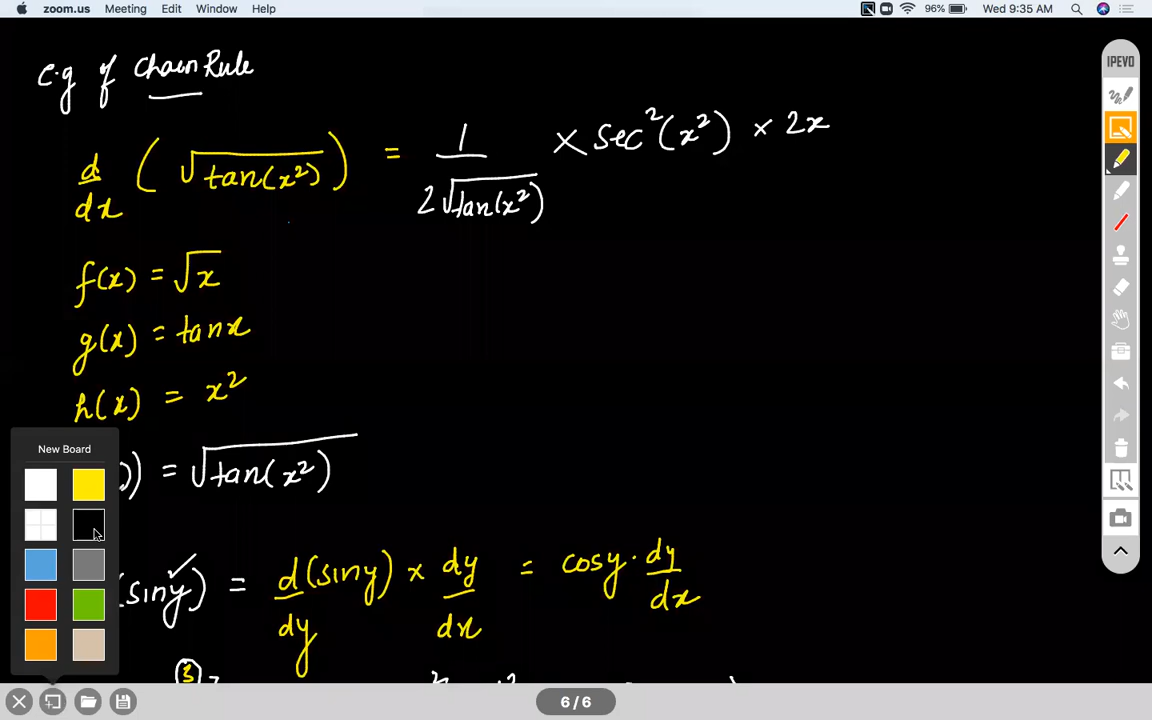 zoom.us Meeting Edit Window Help 96% Wed 9:35 AM
IPEVO
e.g of Chain Rule
d/dx (√tan(x²)) = 1/(2√tan(x²)) × sec²(x²) × 2x
f(x) = √x
g(x) = tanx
h(x) = x²
New Board
)) = √tan(x²)
(siny) = d/dy (siny) × dy/dx = cosy · dy/dx
3
6/6